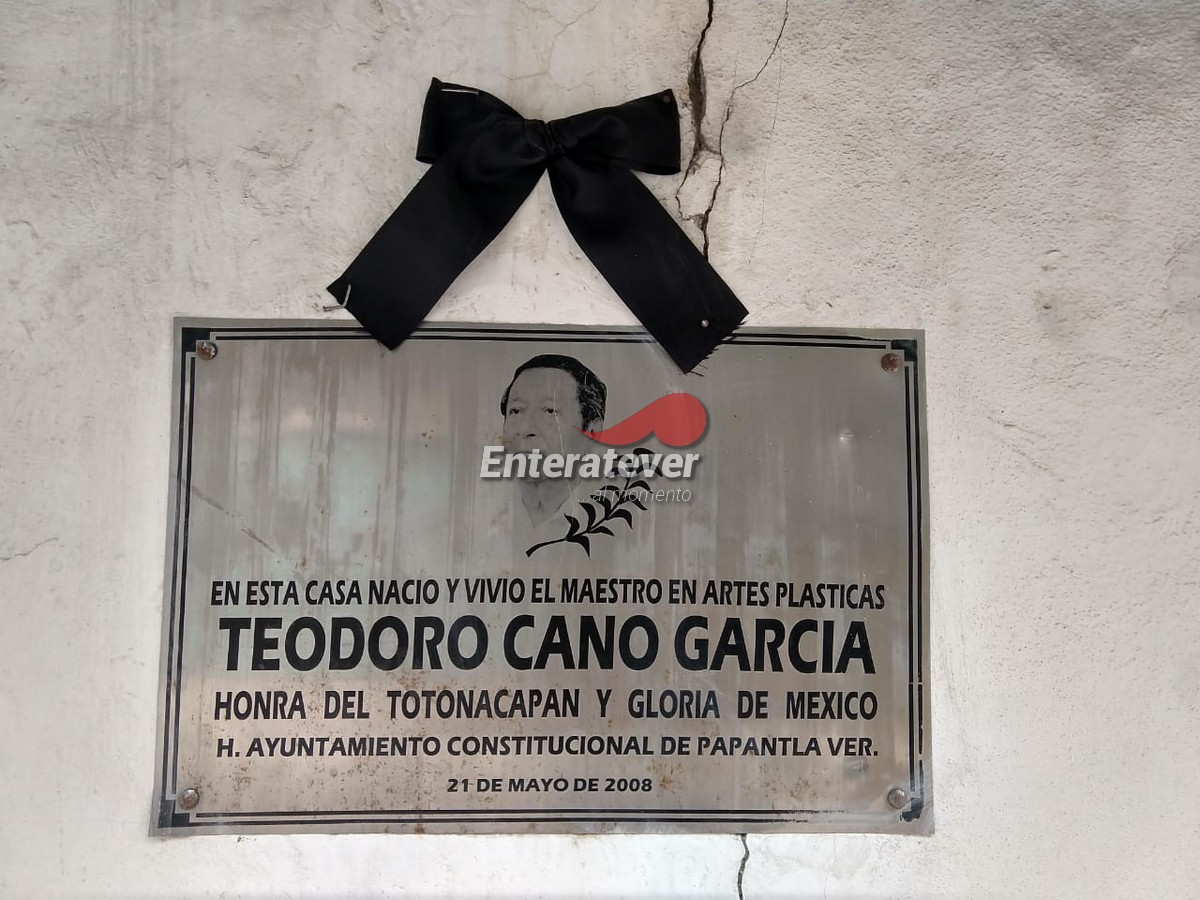 Enteratever
al momento
EN ESTA CASA NACIO Y VIVIO EL MAESTRO EN ARTES PLASTICAS
TEODORO CANO GARCIA
HONRA DEL TOTONACAPAN Y GLORIA DE MEXICO
H. AYUNTAMIENTO CONSTITUCIONAL DE PAPANTLA VER.
21 DE MAYO DE 2008